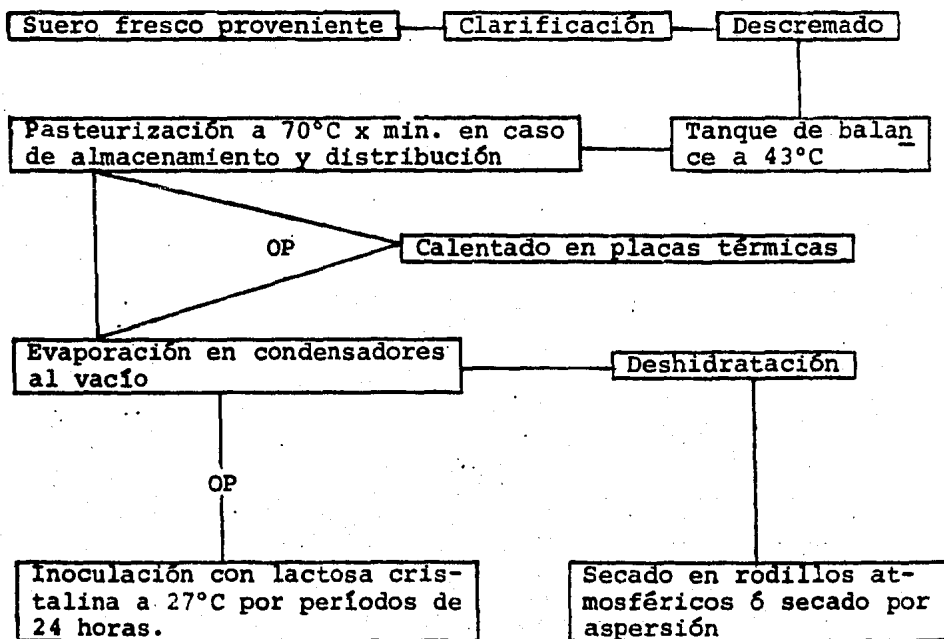 Suero fresco proveniente
Clarificación
Descremado
Pasteurización a 70°C x min. en caso
de almacenamiento y distribución
Tanque de balan
ce a 43°C
OP
Calentado en placas térmicas
Evaporación en condensadores
al vacío
Deshidratación
OP
Inoculación con lactosa cris-
talina a 27°C por períodos de
24 horas.
Secado en rodillos at-
mosféricos ó secado por
aspersión